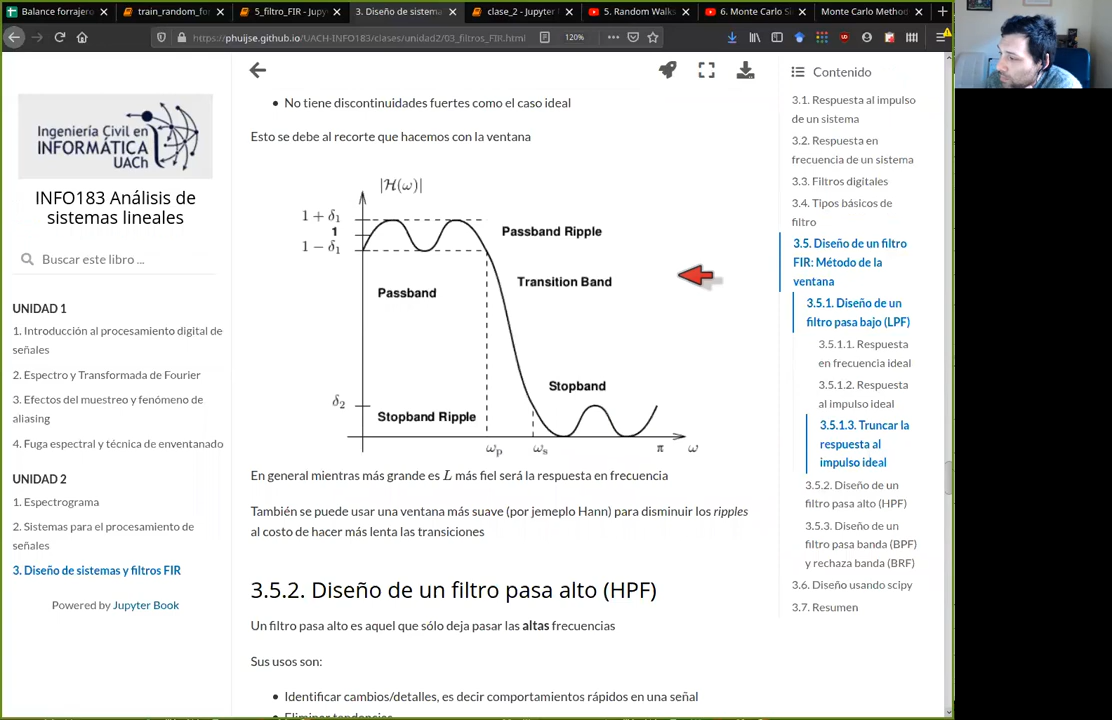 Balance forrajero
train_random_for
5_filtro_FIR - Jupy
3. Diseño de sistema
clase_2 - Jupyter
5. Random Walks
6. Monte Carlo Si
Monte Carlo Method
https://phuijse.github.io/UACH-INFO183/clases/unidad2/03_filtros_FIR.html
120%
Ingeniería Civil en
INFORMÁTICA
UACh
INFO183 Análisis de
sistemas lineales
Buscar este libro ...
UNIDAD 1
1. Introducción al procesamiento digital de
señales
2. Espectro y Transformada de Fourier
3. Efectos del muestreo y fenómeno de
aliasing
4. Fuga espectral y técnica de enventanado
UNIDAD 2
1. Espectrograma
2. Sistemas para el procesamiento de
señales
3. Diseño de sistemas y filtros FIR
Powered by Jupyter Book
• No tiene discontinuidades fuertes como el caso ideal
Esto se debe al recorte que hacemos con la ventana
|H(ω)|
1 + δ₁
1
1 − δ₁
Passband Ripple
Transition Band
Passband
Stopband
δ₂
Stopband Ripple
ωp
ωs
π
ω
En general mientras más grande es L más fiel será la respuesta en frecuencia
También se puede usar una ventana más suave (por jemeplo Hann) para disminuir los ripples
al costo de hacer más lenta las transiciones
3.5.2. Diseño de un filtro pasa alto (HPF)
Un filtro pasa alto es aquel que sólo deja pasar las altas frecuencias
Sus usos son:
• Identificar cambios/detalles, es decir comportamientos rápidos en una señal
• Eliminar tendencias
Contenido
3.1. Respuesta al impulso
de un sistema
3.2. Respuesta en
frecuencia de un sistema
3.3. Filtros digitales
3.4. Tipos básicos de
filtro
3.5. Diseño de un filtro
FIR: Método de la
ventana
3.5.1. Diseño de un
filtro pasa bajo (LPF)
3.5.1.1. Respuesta
en frecuencia ideal
3.5.1.2. Respuesta
al impulso ideal
3.5.1.3. Truncar la
respuesta al
impulso ideal
3.5.2. Diseño de un
filtro pasa alto (HPF)
3.5.3. Diseño de un
filtro pasa banda (BPF)
y rechaza banda (BRF)
3.6. Diseño usando scipy
3.7. Resumen